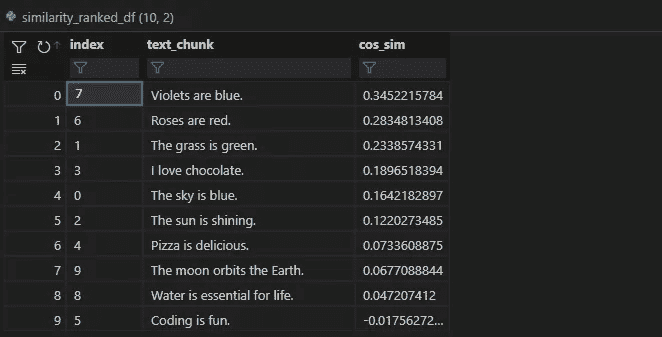 similarity_ranked_df (10, 2)
index text_chunk cos_sim
0 7 Violets are blue. 0.3452215784
1 6 Roses are red. 0.2834813408
2 1 The grass is green. 0.2338574331
3 3 I love chocolate. 0.1896518394
4 0 The sky is blue. 0.1642182897
5 2 The sun is shining. 0.1220273485
6 4 Pizza is delicious. 0.0733608875
7 9 The moon orbits the Earth. 0.0677088844
8 8 Water is essential for life. 0.047207412
9 5 Coding is fun. -0.01756272...